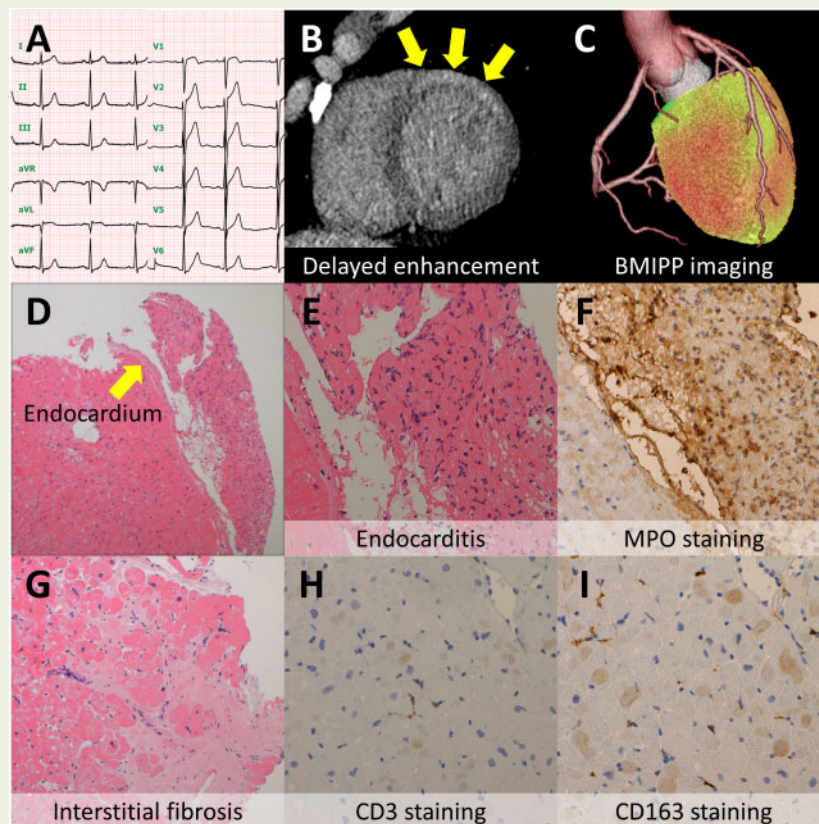 A
I
II
III
aVR
aVL
aVF
V1
V2
V3
V4
V5
V6
B
Delayed enhancement
C
BMIPP imaging
D
Endocardium
E
Endocarditis
F
MPO staining
G
Interstitial fibrosis
H
CD3 staining
I
CD163 staining